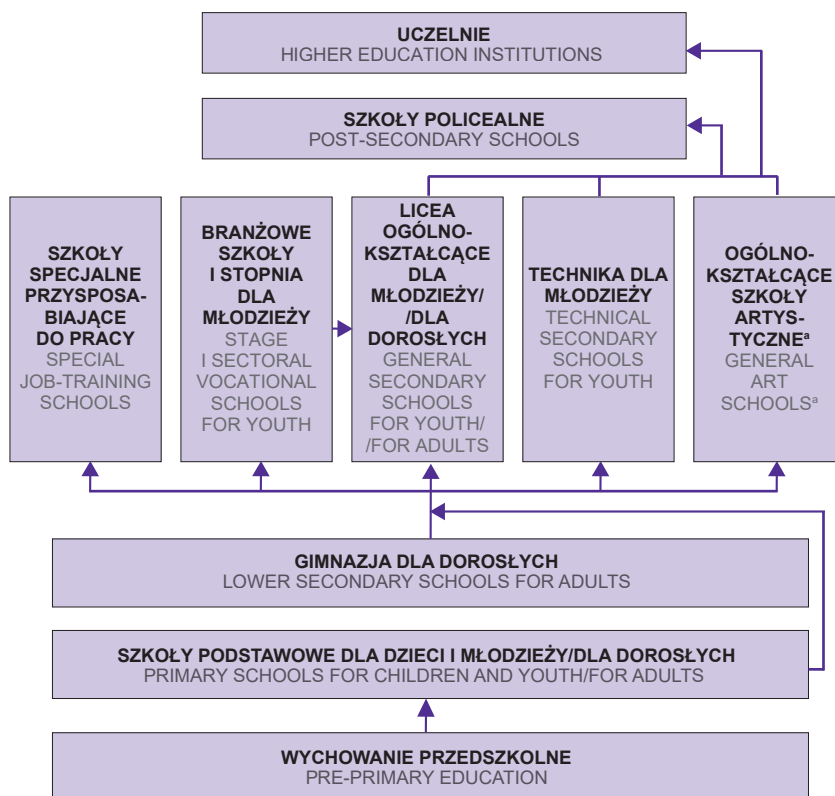 UCZELNIE
HIGHER EDUCATION INSTITUTIONS
SZKOŁY POLICEALNE
POST-SECONDARY SCHOOLS
SZKOŁY
SPECJALNE
PRZYSPOSA-
BIAJĄCE
DO PRACY
SPECIAL
JOB-TRAINING
SCHOOLS
BRANŻOWE
SZKOŁY
I STOPNIA
DLA
MŁODZIEŻY
STAGE
I SECTORAL
VOCATIONAL
SCHOOLS
FOR YOUTH
LICEA
OGÓLNO-
KSZTAŁCĄCE
DLA
MŁODZIEŻY/
/DLA
DOROSŁYCH
GENERAL
SECONDARY
SCHOOLS
FOR YOUTH/
/FOR ADULTS
TECHNIKA DLA
MŁODZIEŻY
TECHNICAL
SECONDARY
SCHOOLS
FOR YOUTH
OGÓLNO-
KSZTAŁCĄCE
SZKOŁY
ARTYS-
TYCZNEᵃ
GENERAL
ART
SCHOOLSᵃ
GIMNAZJA DLA DOROSŁYCH
LOWER SECONDARY SCHOOLS FOR ADULTS
SZKOŁY PODSTAWOWE DLA DZIECI I MŁODZIEŻY/DLA DOROSŁYCH
PRIMARY SCHOOLS FOR CHILDREN AND YOUTH/FOR ADULTS
WYCHOWANIE PRZEDSZKOLNE
PRE-PRIMARY EDUCATION